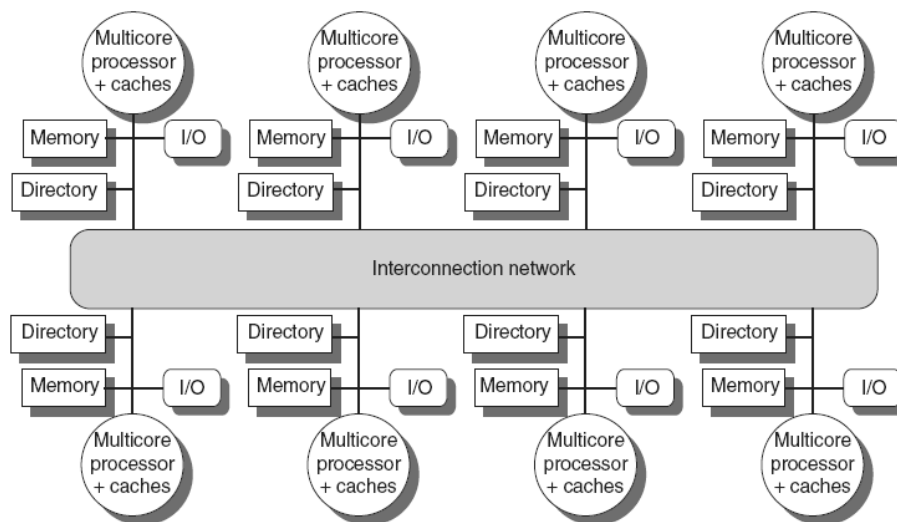 Multicore
processor
+ caches
Multicore
processor
+ caches
Multicore
processor
+ caches
Multicore
processor
+ caches
Memory
I/O
Memory
I/O
Memory
I/O
Memory
I/O
Directory
Directory
Directory
Directory
Interconnection network
Directory
Directory
Directory
Directory
Memory
I/O
Memory
I/O
Memory
I/O
Memory
I/O
Multicore
processor
+ caches
Multicore
processor
+ caches
Multicore
processor
+ caches
Multicore
processor
+ caches